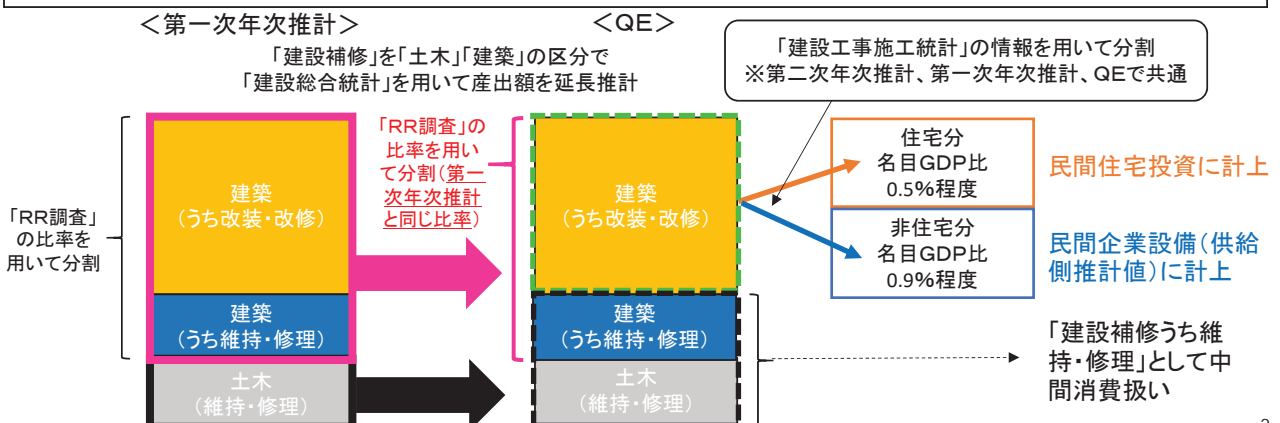 ＜第一次年次推計＞
＜QE＞
「建設補修」を「土木」「建築」の区分で
「建設総合統計」を用いて産出額を延長推計
「建設工事施工統計」の情報を用いて分割
※第二次年次推計、第一次年次推計、QEで共通
「RR調査」
の比率を
用いて分割
建築
（うち改装・改修）
建築
（うち維持・修理）
土木
（維持・修理）
「RR調査」の
比率を用い
て分割（第一
次年次推計
と同じ比率）
建築
（うち改装・改修）
建築
（うち維持・修理）
土木
（維持・修理）
住宅分
名目GDP比
0.5%程度
民間住宅投資に計上
非住宅分
名目GDP比
0.9%程度
民間企業設備（供給
側推計値）に計上
「建設補修うち維
持・修理」として中
間消費扱い